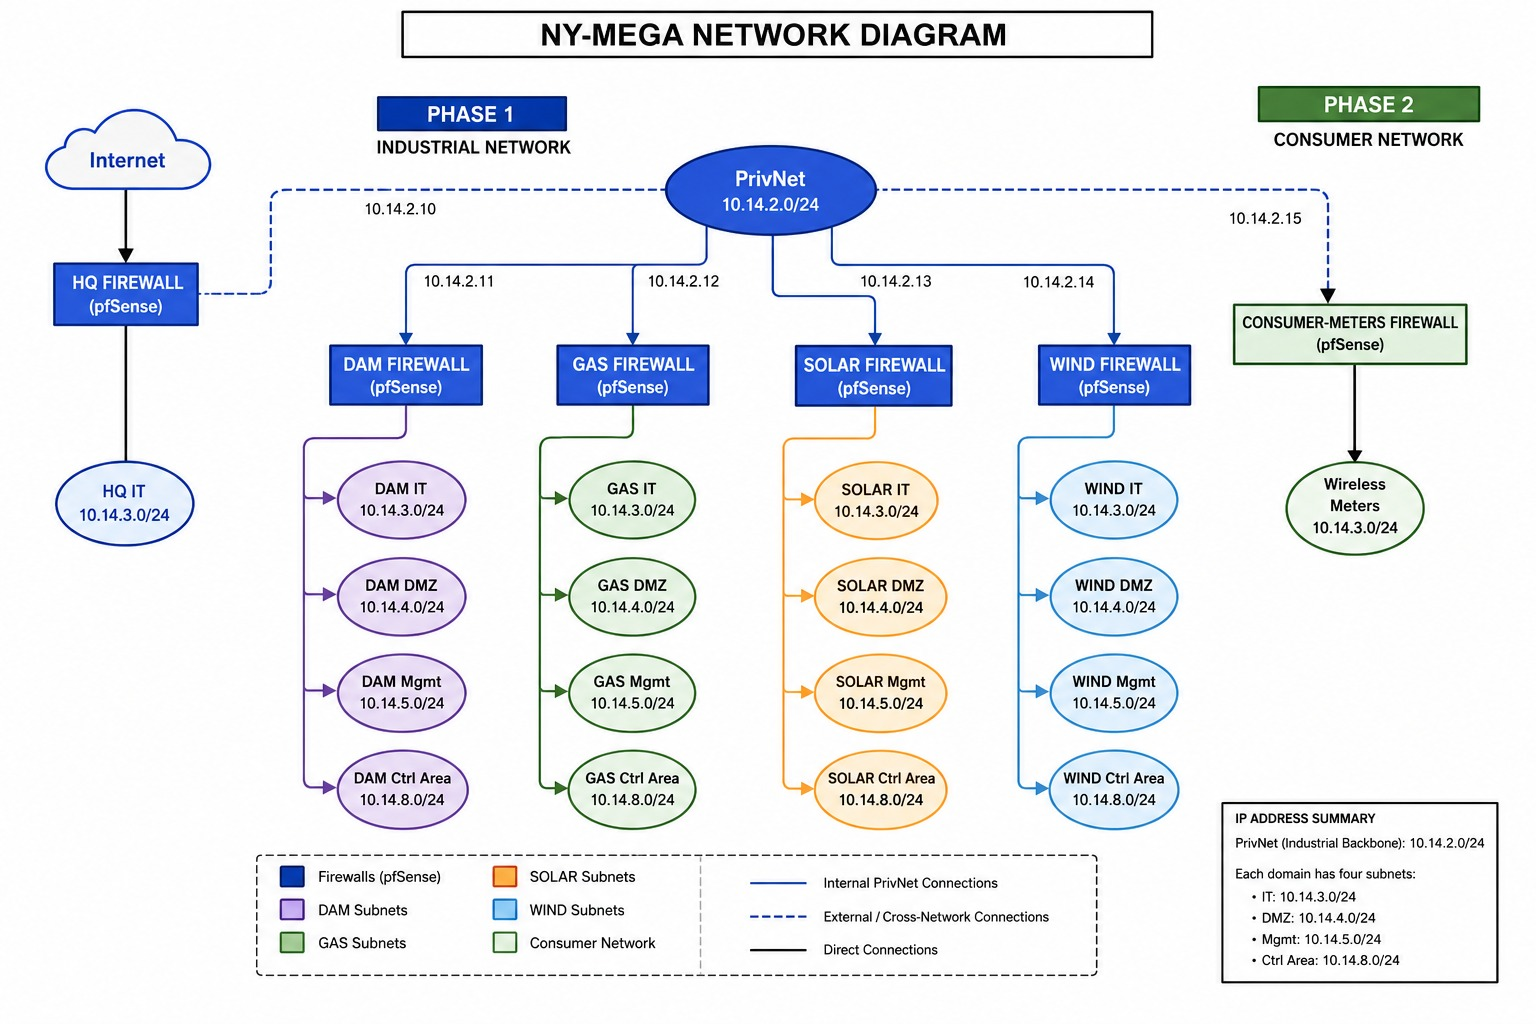 NY-MEGA NETWORK DIAGRAM
PHASE 1
INDUSTRIAL NETWORK
PHASE 2
CONSUMER NETWORK
Internet
PrivNet
10.14.2.0/24
10.14.2.10
10.14.2.15
10.14.2.11
10.14.2.12
10.14.2.13
10.14.2.14
HQ FIREWALL
(pfSense)
DAM FIREWALL
(pfSense)
GAS FIREWALL
(pfSense)
SOLAR FIREWALL
(pfSense)
WIND FIREWALL
(pfSense)
CONSUMER-METERS FIREWALL
(pfSense)
HQ IT
10.14.3.0/24
DAM IT
10.14.3.0/24
DAM DMZ
10.14.4.0/24
DAM Mgmt
10.14.5.0/24
DAM Ctrl Area
10.14.8.0/24
GAS IT
10.14.3.0/24
GAS DMZ
10.14.4.0/24
GAS Mgmt
10.14.5.0/24
GAS Ctrl Area
10.14.8.0/24
SOLAR IT
10.14.3.0/24
SOLAR DMZ
10.14.4.0/24
SOLAR Mgmt
10.14.5.0/24
SOLAR Ctrl Area
10.14.8.0/24
WIND IT
10.14.3.0/24
WIND DMZ
10.14.4.0/24
WIND Mgmt
10.14.5.0/24
WIND Ctrl Area
10.14.8.0/24
Wireless
Meters
10.14.3.0/24
Firewalls (pfSense)
DAM Subnets
GAS Subnets
SOLAR Subnets
WIND Subnets
Consumer Network
Internal PrivNet Connections
External / Cross-Network Connections
Direct Connections
IP ADDRESS SUMMARY
PrivNet (Industrial Backbone): 10.14.2.0/24
Each domain has four subnets:
• IT: 10.14.3.0/24
• DMZ: 10.14.4.0/24
• Mgmt: 10.14.5.0/24
• Ctrl Area: 10.14.8.0/24